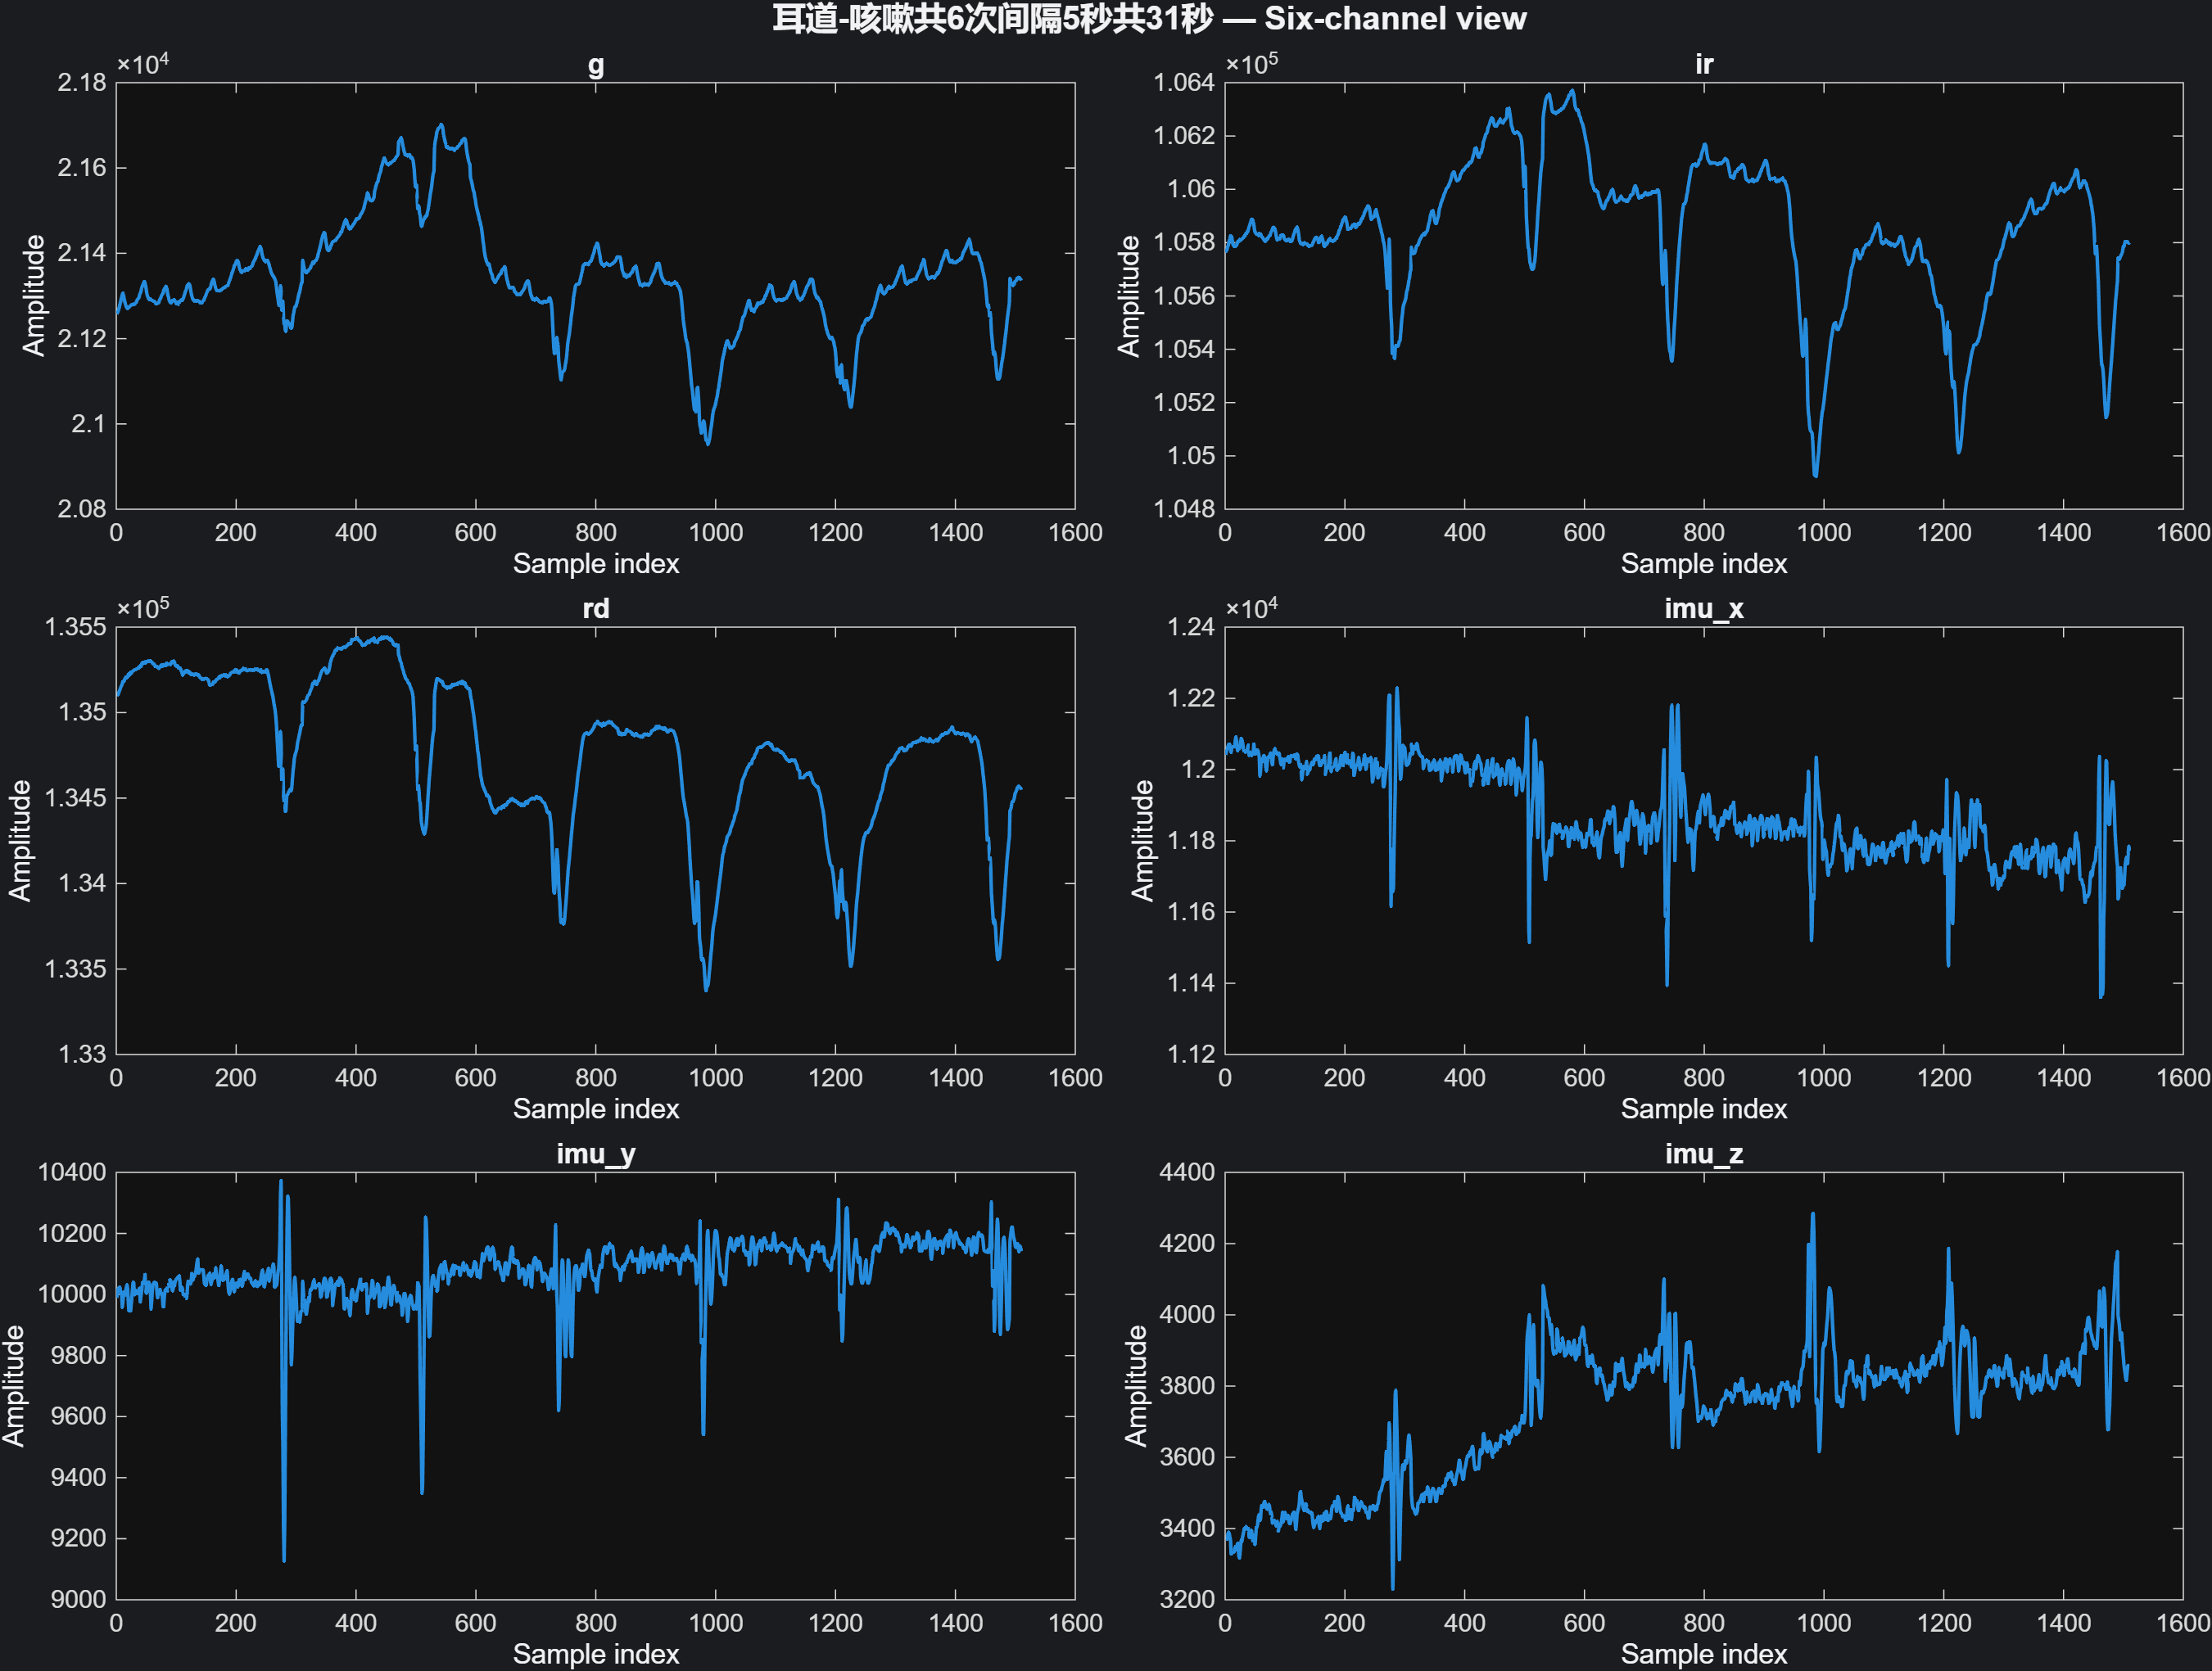 耳道-咳嗽共6次间隔5秒共31秒 — Six-channel view
g
×10⁴
2.18
2.16
2.14
2.12
2.1
2.08
Amplitude
0 200 400 600 800 1000 1200 1400 1600
Sample index
ir
×10⁵
1.064
1.062
1.06
1.058
1.056
1.054
1.052
1.05
1.048
Amplitude
0 200 400 600 800 1000 1200 1400 1600
Sample index
rd
×10⁵
1.355
1.35
1.345
1.34
1.335
1.33
Amplitude
0 200 400 600 800 1000 1200 1400 1600
Sample index
imu_x
×10⁴
1.24
1.22
1.2
1.18
1.16
1.14
1.12
Amplitude
0 200 400 600 800 1000 1200 1400 1600
Sample index
imu_y
10400
10200
10000
9800
9600
9400
9200
9000
Amplitude
0 200 400 600 800 1000 1200 1400 1600
Sample index
imu_z
4400
4200
4000
3800
3600
3400
3200
Amplitude
0 200 400 600 800 1000 1200 1400 1600
Sample index